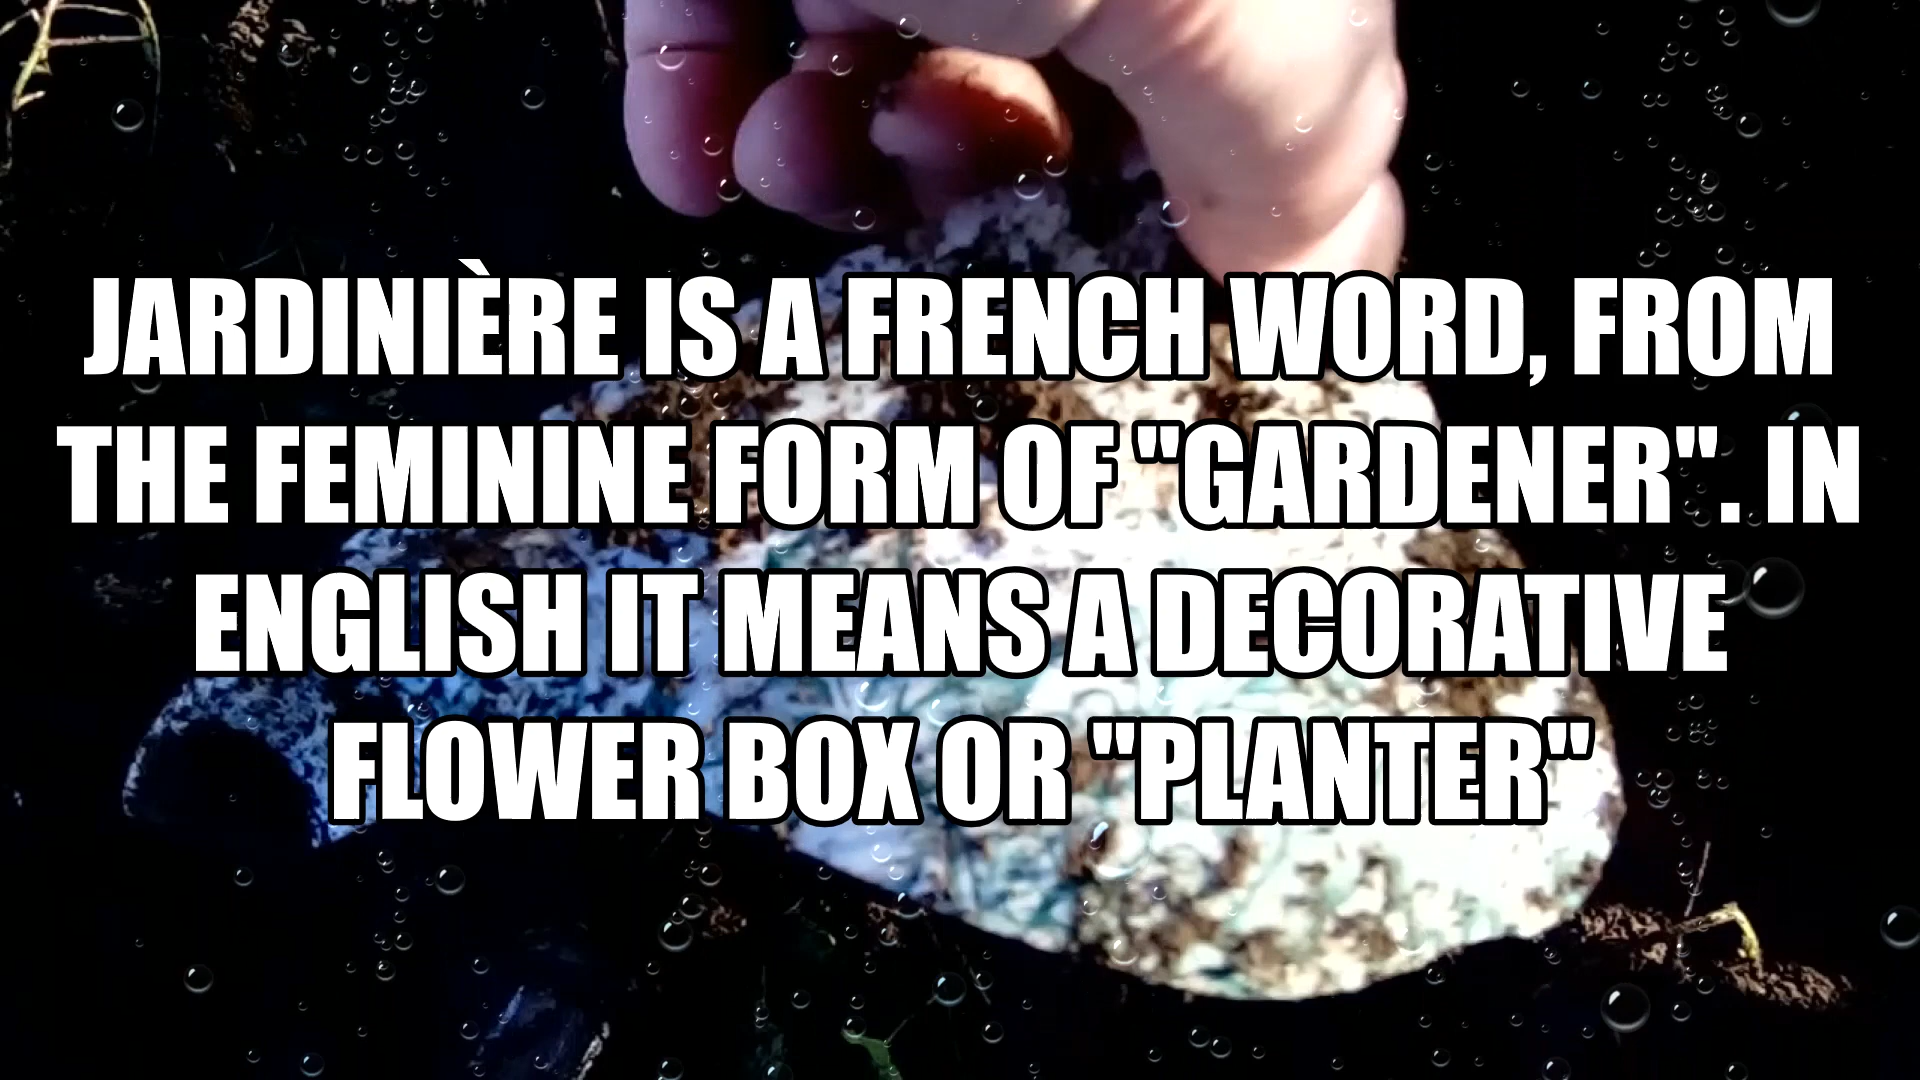 JARDINIÈRE IS A FRENCH WORD, FROM
THE FEMININE FORM OF "GARDENER". IN
ENGLISH IT MEANS A DECORATIVE
FLOWER BOX OR "PLANTER"